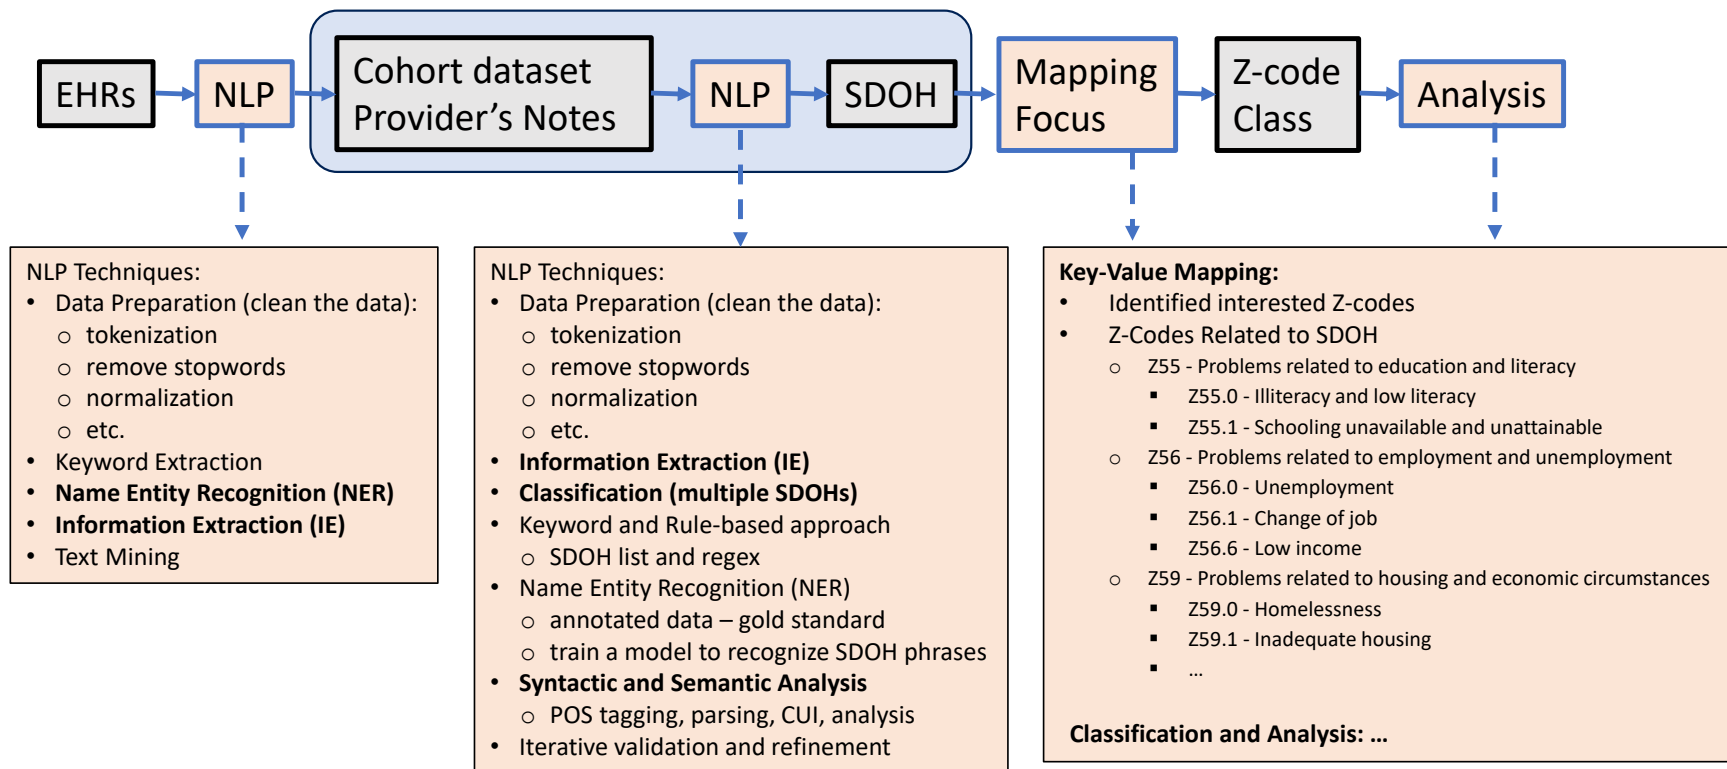 EHRs
NLP
Cohort dataset
Provider's Notes
NLP
SDOH
Mapping
Focus
Z-code
Class
Analysis
NLP Techniques:
• Data Preparation (clean the data):
o tokenization
o remove stopwords
o normalization
o etc.
• Keyword Extraction
• Name Entity Recognition (NER)
• Information Extraction (IE)
• Text Mining
NLP Techniques:
• Data Preparation (clean the data):
o tokenization
o remove stopwords
o normalization
o etc.
• Information Extraction (IE)
• Classification (multiple SDOHs)
• Keyword and Rule-based approach
o SDOH list and regex
• Name Entity Recognition (NER)
o annotated data – gold standard
o train a model to recognize SDOH phrases
• Syntactic and Semantic Analysis
o POS tagging, parsing, CUI, analysis
• Iterative validation and refinement
Key-Value Mapping:
• Identified interested Z-codes
• Z-Codes Related to SDOH
o Z55 - Problems related to education and literacy
▪ Z55.0 - Illiteracy and low literacy
▪ Z55.1 - Schooling unavailable and unattainable
o Z56 - Problems related to employment and unemployment
▪ Z56.0 - Unemployment
▪ Z56.1 - Change of job
▪ Z56.6 - Low income
o Z59 - Problems related to housing and economic circumstances
▪ Z59.0 - Homelessness
▪ Z59.1 - Inadequate housing
▪ ...
Classification and Analysis: ...